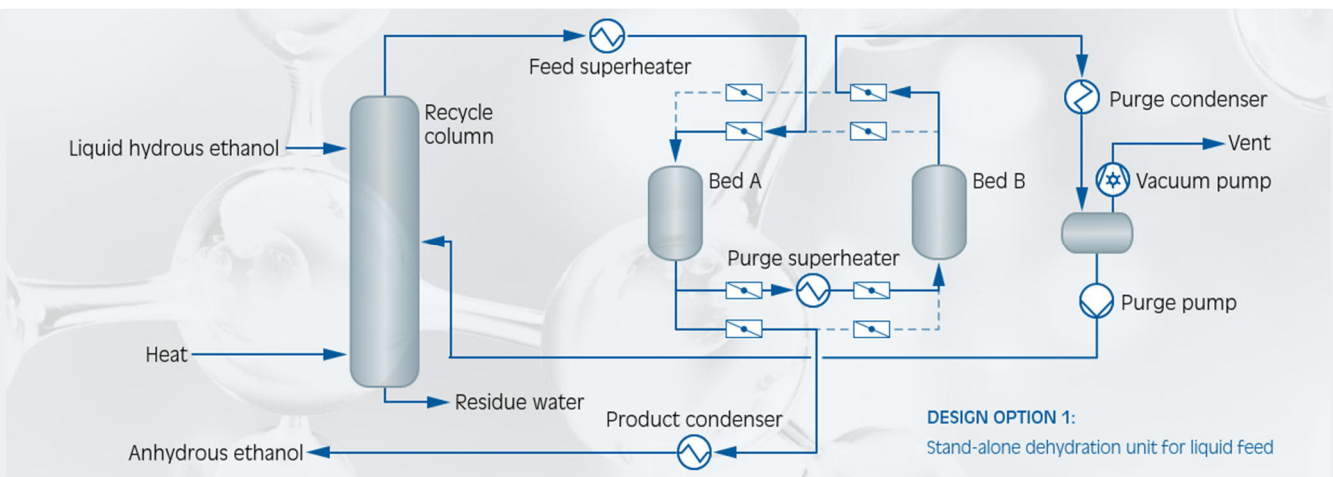 Feed superheater
Recycle
column
Purge condenser
Liquid hydrous ethanol
Vent
Bed A
Bed B
Vacuum pump
Purge superheater
Purge pump
Heat
Residue water
Product condenser
Anhydrous ethanol
DESIGN OPTION 1:
Stand-alone dehydration unit for liquid feed